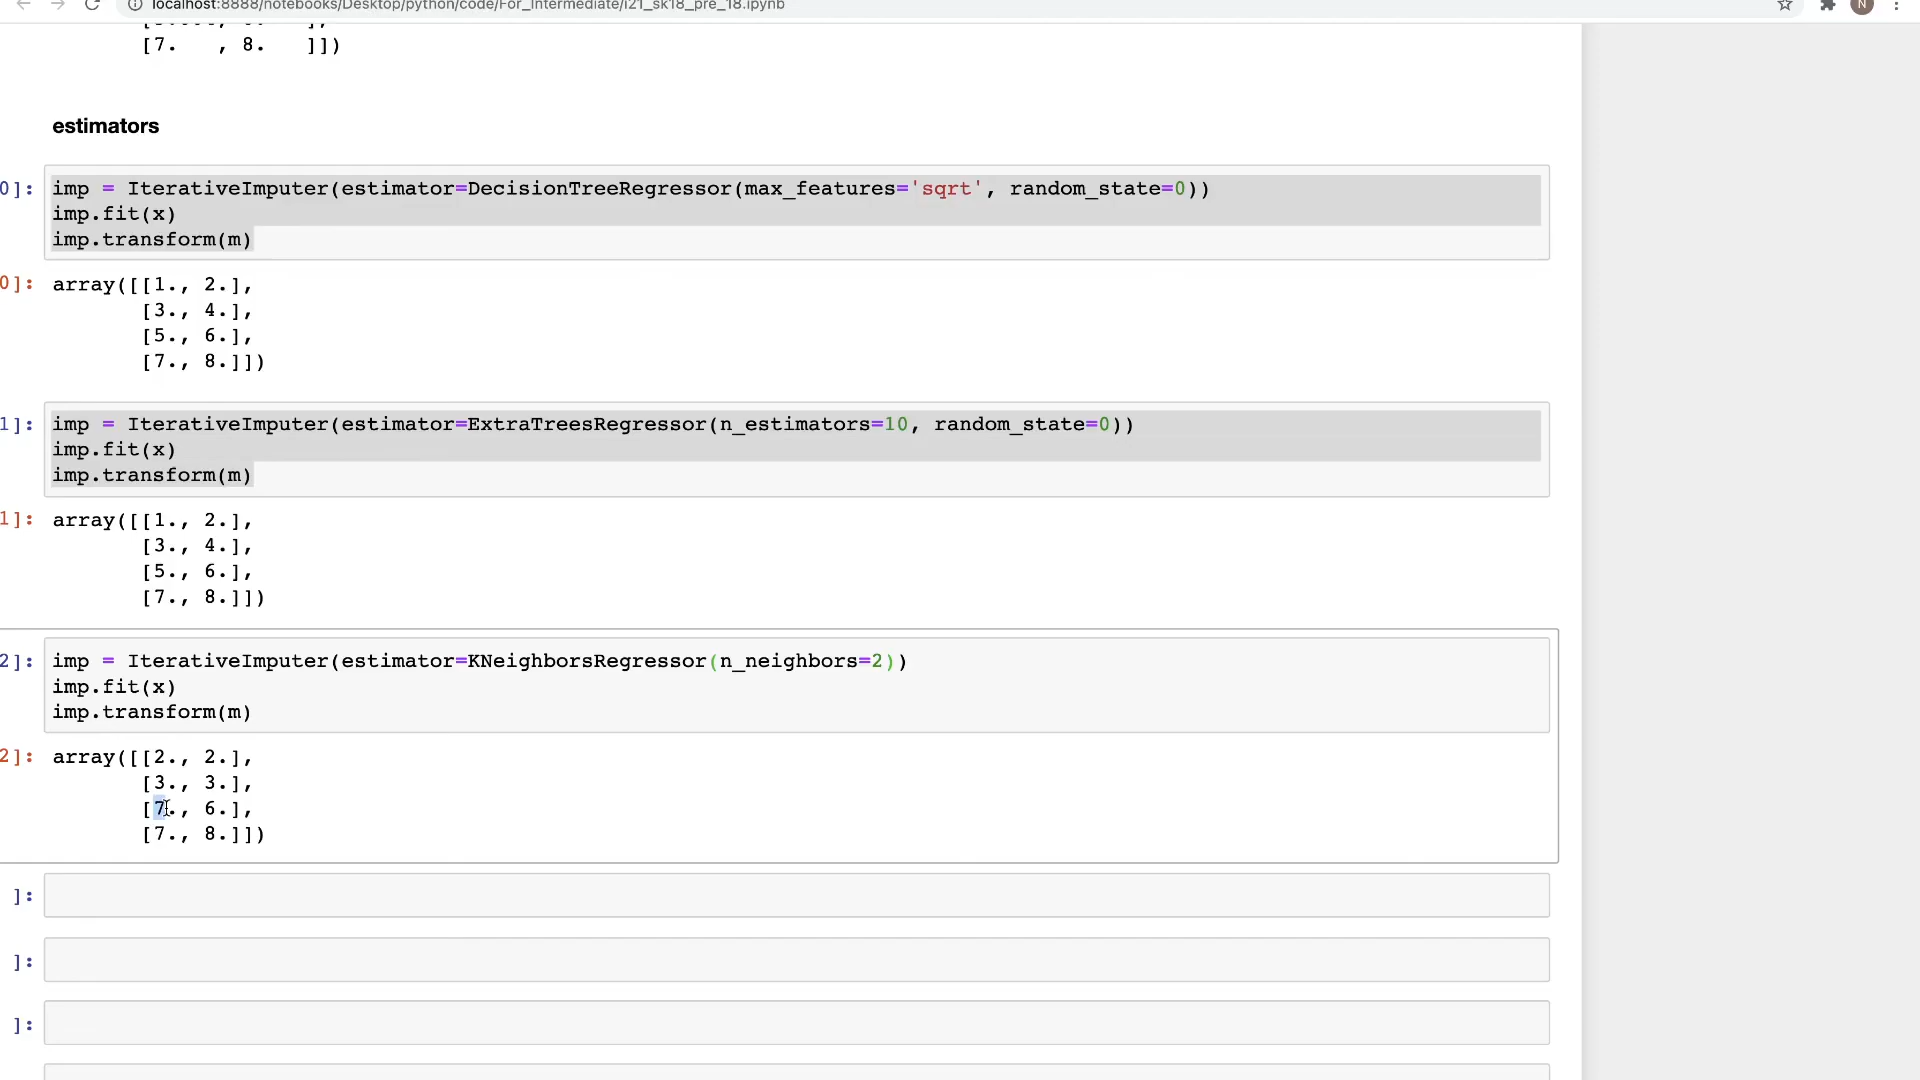 localhost:8888/notebooks/Desktop/python/code/For_Intermediate/i21_sk18_pre_18.ipynb
N
[7.   , 8.   ]])
estimators
0]: imp = IterativeImputer(estimator=DecisionTreeRegressor(max_features='sqrt', random_state=0))
imp.fit(x)
imp.transform(m)
0]: array([[1., 2.],
[3., 4.],
[5., 6.],
[7., 8.]])
1]: imp = IterativeImputer(estimator=ExtraTreesRegressor(n_estimators=10, random_state=0))
imp.fit(x)
imp.transform(m)
1]: array([[1., 2.],
[3., 4.],
[5., 6.],
[7., 8.]])
2]: imp = IterativeImputer(estimator=KNeighborsRegressor(n_neighbors=2))
imp.fit(x)
imp.transform(m)
2]: array([[2., 2.],
[3., 3.],
[7., 6.],
[7., 8.]])
]:
]:
]: